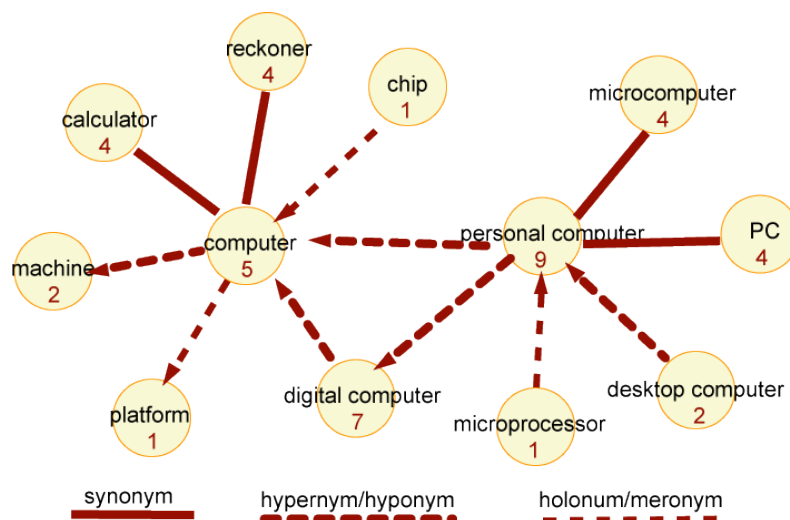 reckoner
4
chip
1
microcomputer
4
calculator
4
personal computer
9
PC
4
computer
5
machine
2
digital computer
7
desktop computer
2
platform
1
microprocessor
1
synonym
hypernym/hyponym
holonum/meronym